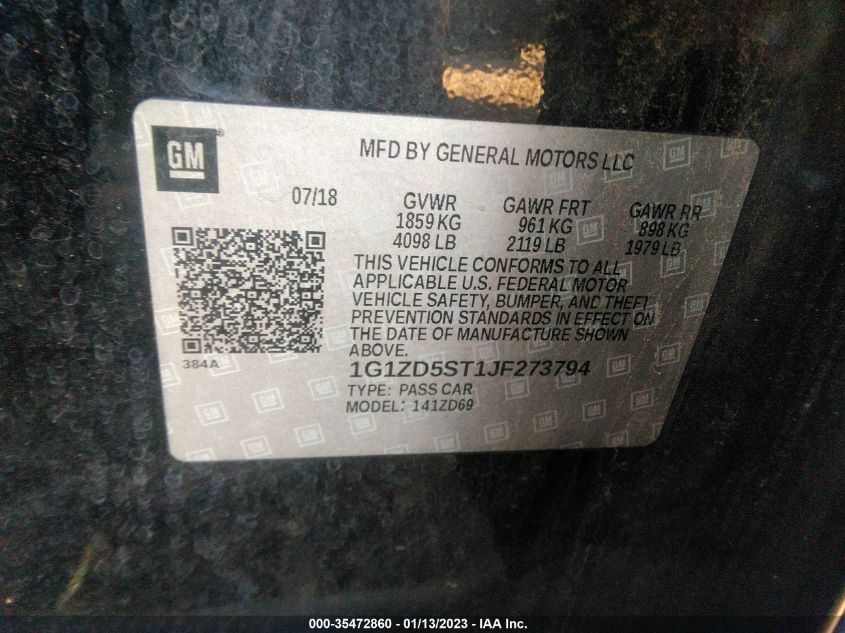 GM
MFD BY GENERAL MOTORS LLC
07/18
GVWR
1859 KG
4098 LB
GAWR FRT
961 KG
2119 LB
GAWR RR
898 KG
1979 LB
THIS VEHICLE CONFORMS TO ALL
APPLICABLE U.S. FEDERAL MOTOR
VEHICLE SAFETY, BUMPER, AND THEFT
PREVENTION STANDARDS IN EFFECT ON
THE DATE OF MANUFACTURE SHOWN
ABOVE.
384A
1G1ZD5ST1JF273794
TYPE: PASS CAR
MODEL: 141ZD69
000-35472860 - 01/13/2023 - IAA Inc.